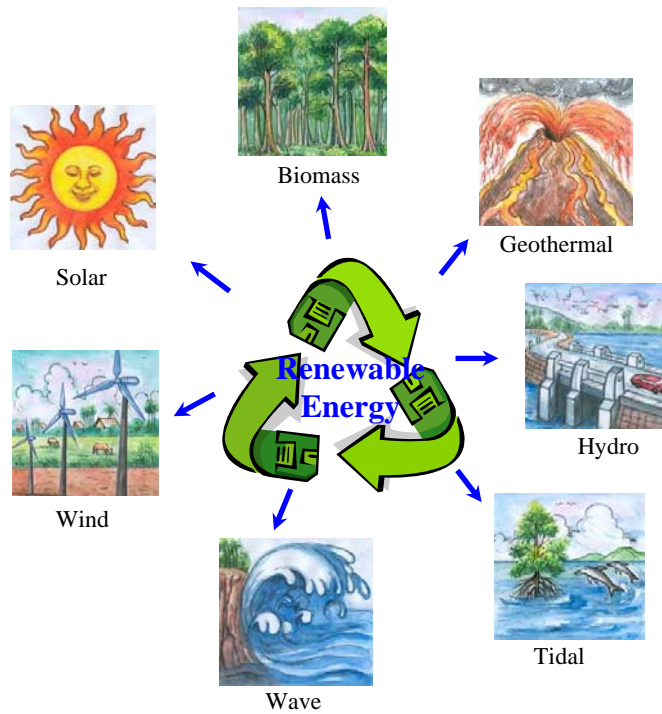 Biomass
Geothermal
Solar
Renewable
Energy
Hydro
Wind
Tidal
Wave